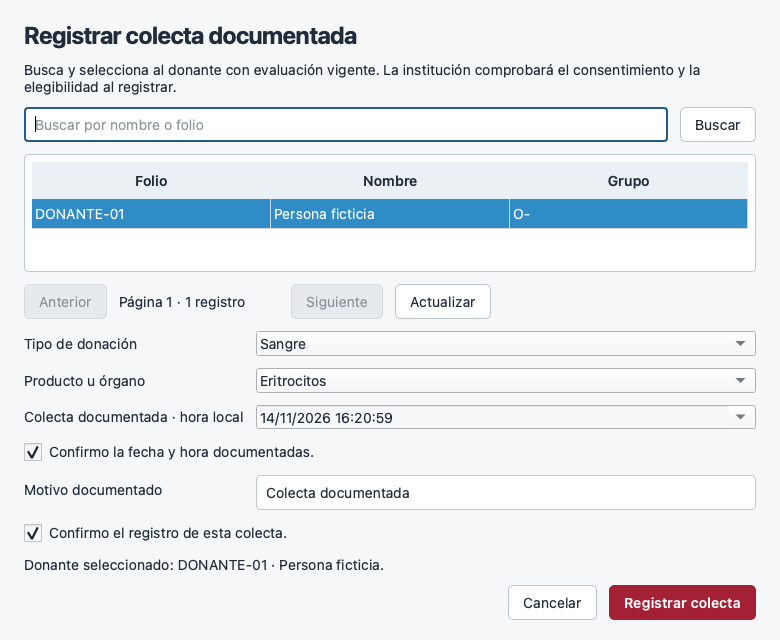 Registrar colecta documentada
Busca y selecciona al donante con evaluación vigente. La institución comprobará el consentimiento y la
elegibilidad al registrar.
Buscar por nombre o folio
Buscar
Folio Nombre Grupo
DONANTE-01 Persona ficticia O-
Anterior Página 1 · 1 registro Siguiente Actualizar
Tipo de donación Sangre
Producto u órgano Eritrocitos
Colecta documentada · hora local 14/11/2026 16:20:59
Confirmo la fecha y hora documentadas.
Motivo documentado Colecta documentada
Confirmo el registro de esta colecta.
Donante seleccionado: DONANTE-01 · Persona ficticia.
Cancelar Registrar colecta